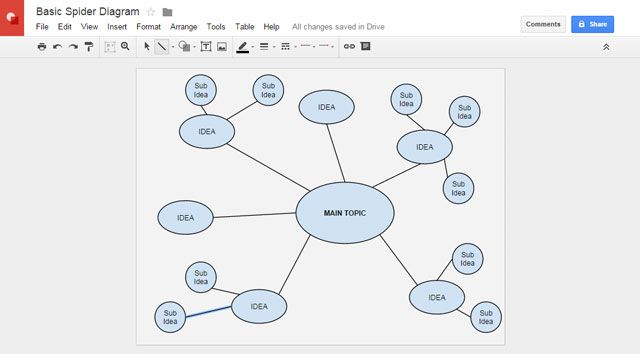 Basic Spider Diagram
File Edit View Insert Format Arrange Tools Table Help All changes saved in Drive
Comments
Share
Sub
Idea
Sub
Idea
IDEA
IDEA
Sub
Idea
Sub
Idea
IDEA
Sub
Idea
MAIN TOPIC
IDEA
Sub
Idea
Sub
Idea
IDEA
Sub
Idea
IDEA
Sub
Idea